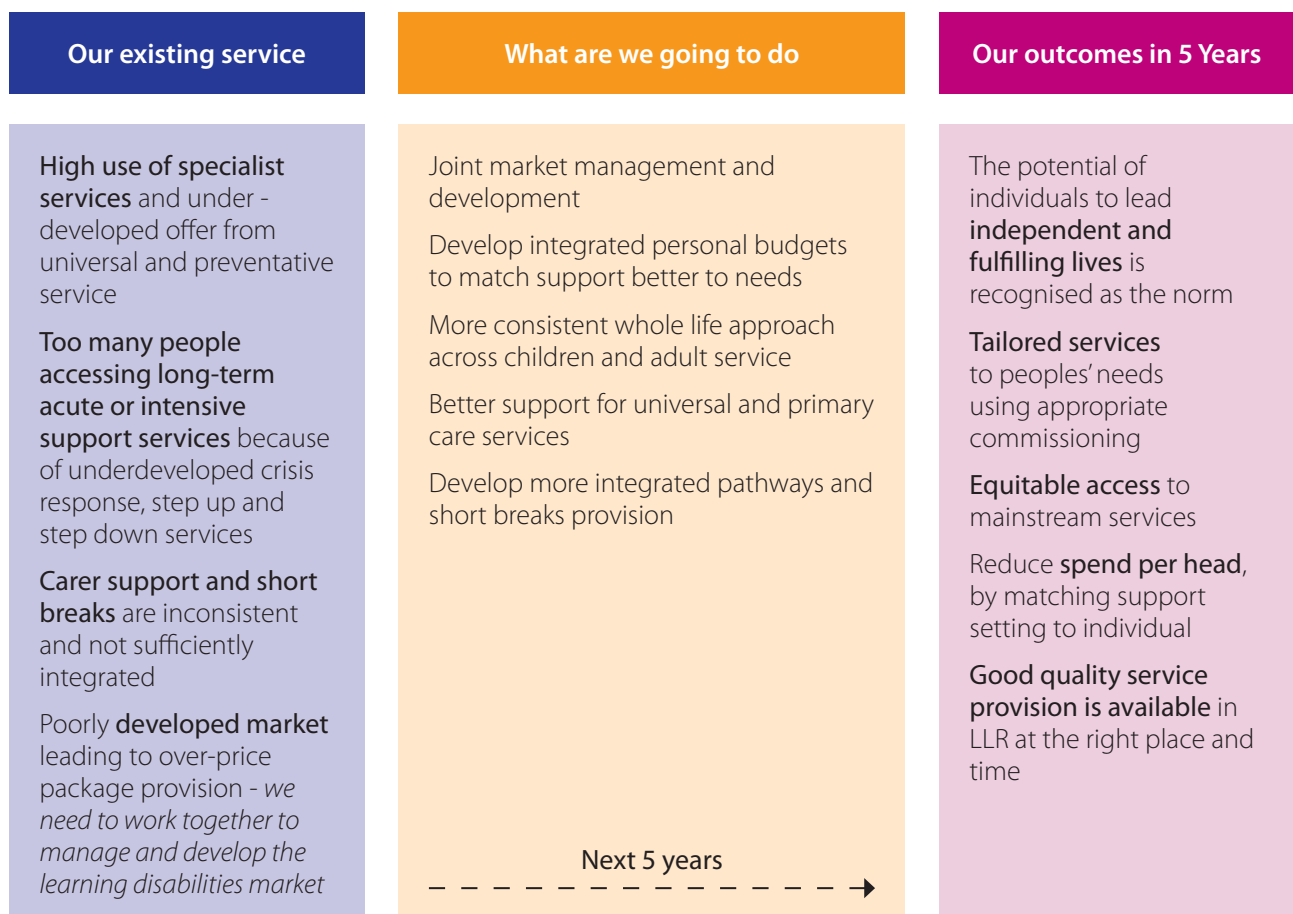 Our existing service
High use of specialist
services and under -
developed offer from
universal and preventative
service
Too many people
accessing long-term
acute or intensive
support services because
of underdeveloped crisis
response, step up and
step down services
Carer support and short
breaks are inconsistent
and not sufficiently
integrated
Poorly developed market
leading to over-price
package provision - we
need to work together to
manage and develop the
learning disabilities market
What are we going to do
Joint market management and
development
Develop integrated personal budgets
to match support better to needs
More consistent whole life approach
across children and adult service
Better support for universal and primary
care services
Develop more integrated pathways and
short breaks provision
Next 5 years
Our outcomes in 5 Years
The potential of
individuals to lead
independent and
fulfilling lives is
recognised as the norm
Tailored services
to peoples’ needs
using appropriate
commissioning
Equitable access to
mainstream services
Reduce spend per head,
by matching support
setting to individual
Good quality service
provision is available in
LLR at the right place and
time